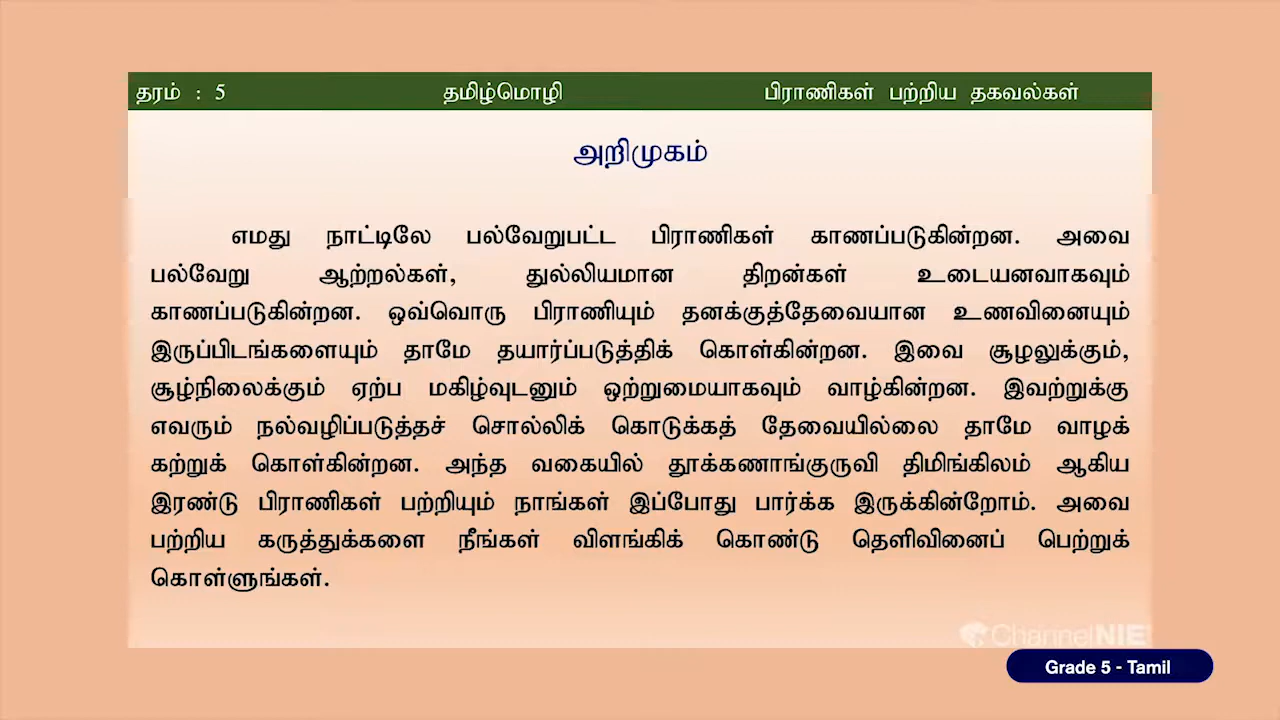 தரம் : 5 தமிழ்மொழி பிராணிகள் பற்றிய தகவல்கள்
அறிமுகம்
எமது நாட்டிலே பல்வேறுபட்ட பிராணிகள் காணப்படுகின்றன. அவை
பல்வேறு ஆற்றல்கள், துல்லியமான திறன்கள் உடையனவாகவும்
காணப்படுகின்றன. ஒவ்வொரு பிராணியும் தனக்குத்தேவையான உணவினையும்
இருப்பிடங்களையும் தாமே தயார்ப்படுத்திக் கொள்கின்றன. இவை சூழலுக்கும்,
சூழ்நிலைக்கும் ஏற்ப மகிழ்வுடனும் ஒற்றுமையாகவும் வாழ்கின்றன. இவற்றுக்கு
எவரும் நல்வழிப்படுத்தச் சொல்லிக் கொடுக்கத் தேவையில்லை தாமே வாழக்
கற்றுக் கொள்கின்றன. அந்த வகையில் தூக்கணாங்குருவி திமிங்கிலம் ஆகிய
இரண்டு பிராணிகள் பற்றியும் நாங்கள் இப்போது பார்க்க இருக்கின்றோம். அவை
பற்றிய கருத்துக்களை நீங்கள் விளங்கிக் கொண்டு தெளிவினைப் பெற்றுக்
கொள்ளுங்கள்.
ChannelNIE
Grade 5 - Tamil